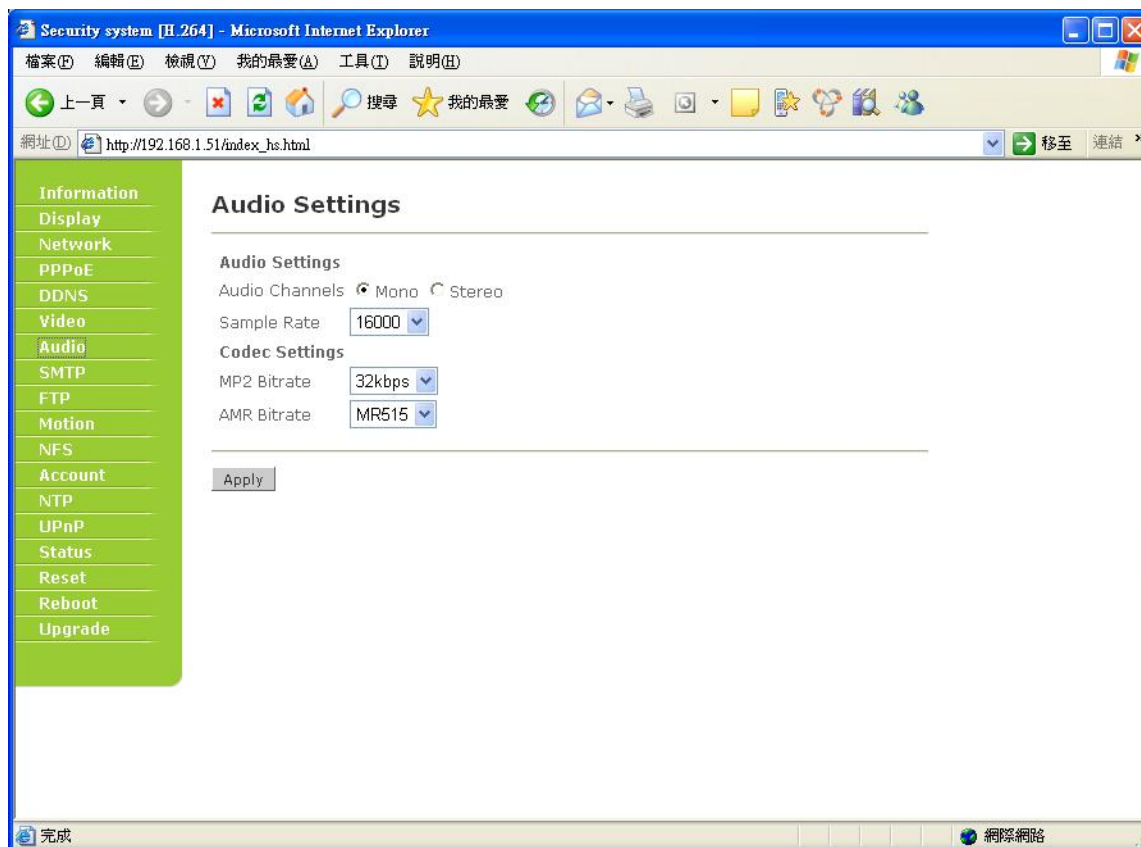 Security system [H.264] - Microsoft Internet Explorer
檔案(F) 編輯(E) 檢視(V) 我的最愛(A) 工具(T) 說明(H)
上一頁 搜尋 我的最愛
網址(D) http://192.168.1.51/index_hs.html 移至 連結 »
Information
Display
Network
PPPoE
DDNS
Video
Audio
SMTP
FTP
Motion
NFS
Account
NTP
UPnP
Status
Reset
Reboot
Upgrade
Audio Settings
Audio Settings
Audio Channels Mono Stereo
Sample Rate 16000
Codec Settings
MP2 Bitrate 32kbps
AMR Bitrate MR515
Apply
完成 網際網路